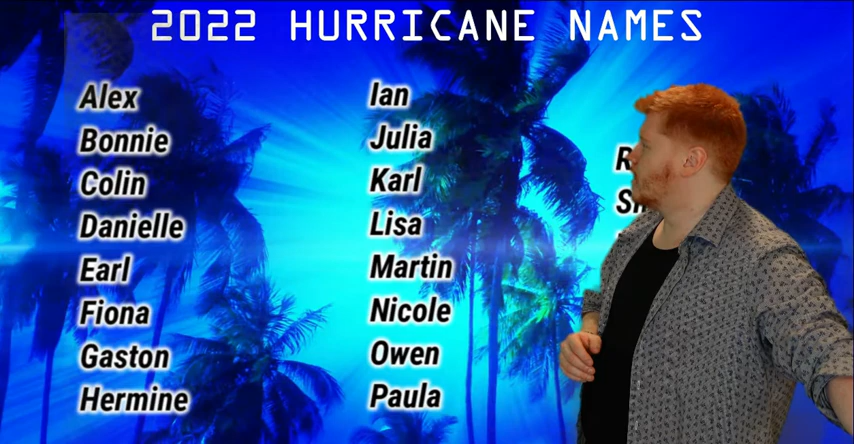 2022 HURRICANE NAMES
Alex
Bonnie
Colin
Danielle
Earl
Fiona
Gaston
Hermine
Ian
Julia
Karl
Lisa
Martin
Nicole
Owen
Paula